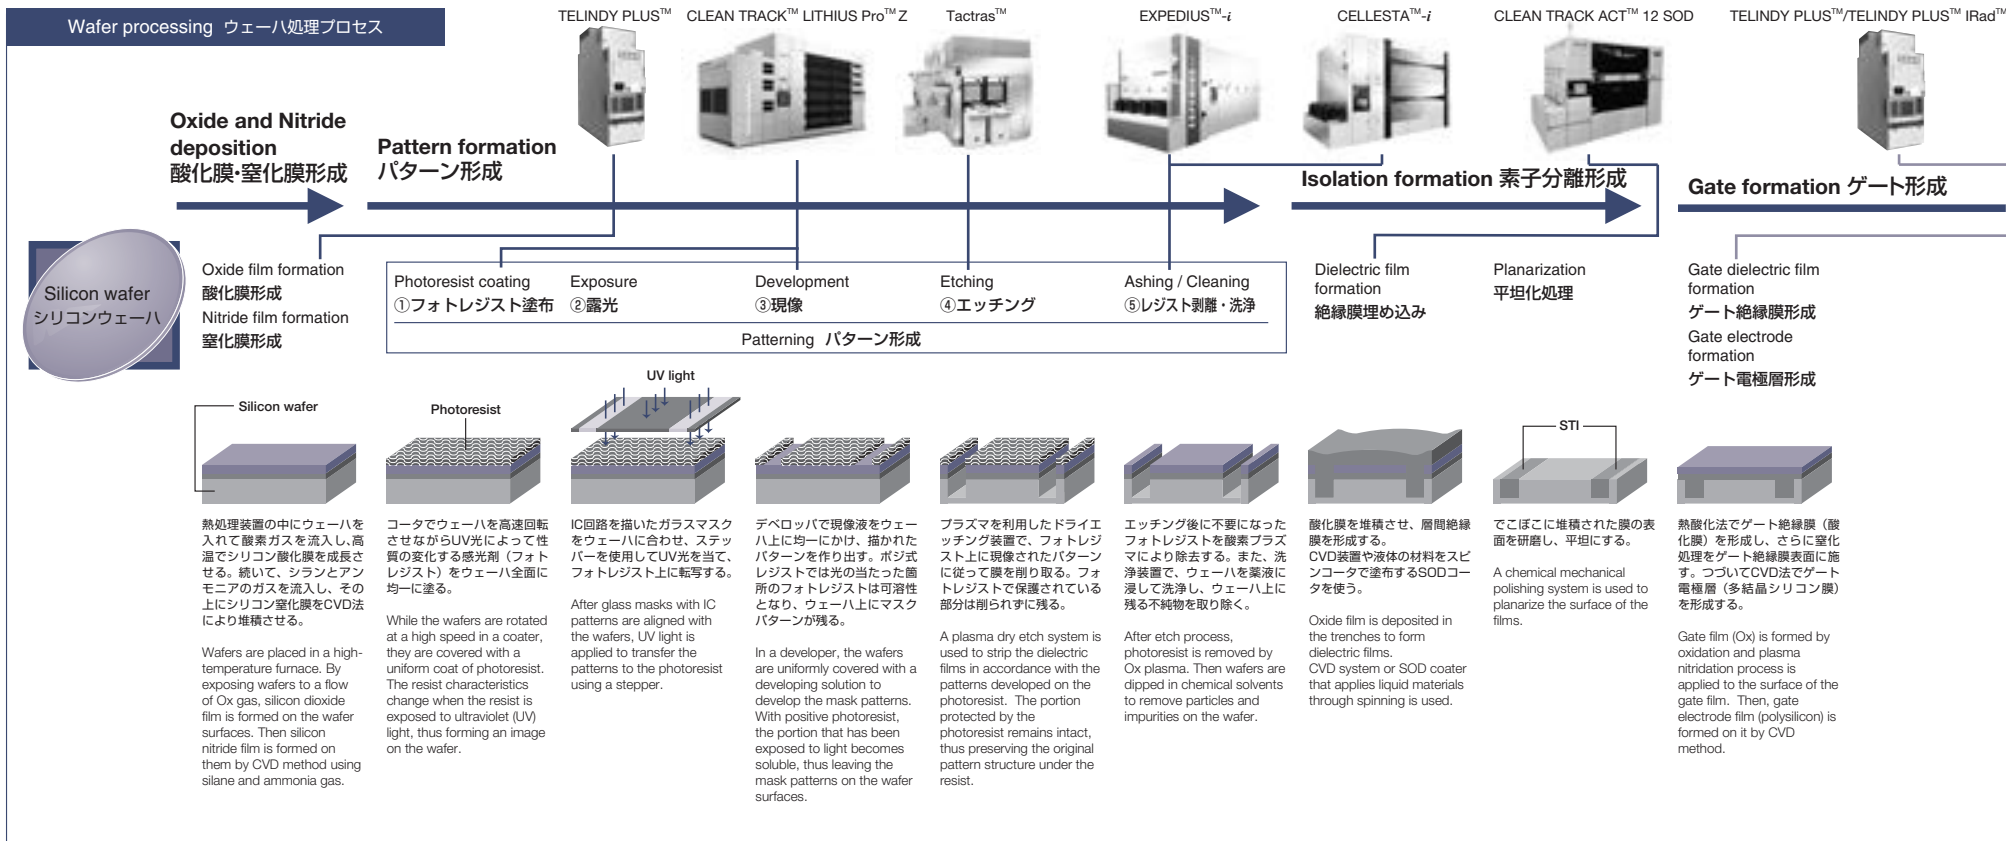 Wafer processing ウェーハ処理プロセス
TELINDY PLUS™
CLEAN TRACK™ LITHIUS Pro™ Z
Tactras™
EXPEDIUS™-i
CELLESTA™-i
CLEAN TRACK ACT™ 12 SOD
TELINDY PLUS™/TELINDY PLUS™ IRad™
Oxide and Nitride
deposition
酸化膜・窒化膜形成
Pattern formation
パターン形成
Isolation formation 素子分離形成
Gate formation ゲート形成
Silicon wafer
シリコンウェーハ
Oxide film formation
酸化膜形成
Nitride film formation
窒化膜形成
Photoresist coating
①フォトレジスト塗布
Exposure
②露光
Development
③現像
Etching
④エッチング
Ashing / Cleaning
⑤レジスト剥離・洗浄
Patterning パターン形成
Dielectric film
formation
絶縁膜埋め込み
Planarization
平坦化処理
Gate dielectric film
formation
ゲート絶縁膜形成
Gate electrode
formation
ゲート電極層形成
Silicon wafer
Photoresist
UV light
STI
熱処理装置の中にウェーハを
入れて酸素ガスを流入し、高
温でシリコン酸化膜を成長さ
せる。続いて、シランとアン
モニアのガスを流入し、その
上にシリコン窒化膜をCVD法
により堆積させる。
Wafers are placed in a high-
temperature furnace. By
exposing wafers to a flow
of Ox gas, silicon dioxide
film is formed on the wafer
surfaces. Then silicon
nitride film is formed on
them by CVD method using
silane and ammonia gas.
コータでウェーハを高速回転
させながらUV光によって性
質の変化する感光剤（フォト
レジスト）をウェーハ全面に
均一に塗る。
While the wafers are rotated
at a high speed in a coater,
they are covered with a
uniform coat of photoresist.
The resist characteristics
change when the resist is
exposed to ultraviolet (UV)
light, thus forming an image
on the wafer.
IC回路を描いたガラスマスク
をウェーハに合わせ、ステッ
パーを使用してUV光を当て、
フォトレジスト上に転写する。
After glass masks with IC
patterns are aligned with
the wafers, UV light is
applied to transfer the
patterns to the photoresist
using a stepper.
デベロッパで現像液をウェー
ハ上に均一にかけ、描かれた
パターンを作り出す。ポジ式
レジストでは光の当たった箇
所のフォトレジストは可溶性
となり、ウェーハ上にマスク
パターンが残る。
In a developer, the wafers
are uniformly covered with a
developing solution to
develop the mask patterns.
With positive photoresist,
the portion that has been
exposed to light becomes
soluble, thus leaving the
mask patterns on the wafer
surfaces.
プラズマを利用したドライエ
ッチング装置で、フォトレジ
スト上に現像されたパターン
に従って膜を削り取る。フォ
トレジストで保護されている
部分は削られずに残る。
A plasma dry etch system is
used to strip the dielectric
films in accordance with the
patterns developed on the
photoresist. The portion
protected by the
photoresist remains intact,
thus preserving the original
pattern structure under the
resist.
エッチング後に不要になった
フォトレジストを酸素プラズ
マにより除去する。また、洗
浄装置で、ウェーハを薬液に
浸して洗浄し、ウェーハ上に
残る不純物を取り除く。
After etch process,
photoresist is removed by
Ox plasma. Then wafers are
dipped in chemical solvents
to remove particles and
impurities on the wafer.
酸化膜を堆積させ、層間絶縁
膜を形成する。
CVD装置や液体の材料をスピ
ンコータで塗布するSODコー
タを使う。
Oxide film is deposited in
the trenches to form
dielectric films.
CVD system or SOD coater
that applies liquid materials
through spinning is used.
でこぼこに堆積された膜の表
面を研磨し、平坦にする。
A chemical mechanical
polishing system is used to
planarize the surface of the
films.
熱酸化法でゲート絶縁膜（酸
化膜）を形成し、さらに窒化
処理をゲート絶縁膜表面に施
す。つづいてCVD法でゲート
電極層（多結晶シリコン膜）
を形成する。
Gate film (Ox) is formed by
oxidation and plasma
nitridation process is
applied to the surface of the
gate film. Then, gate
electrode film (polysilicon) is
formed on it by CVD
method.